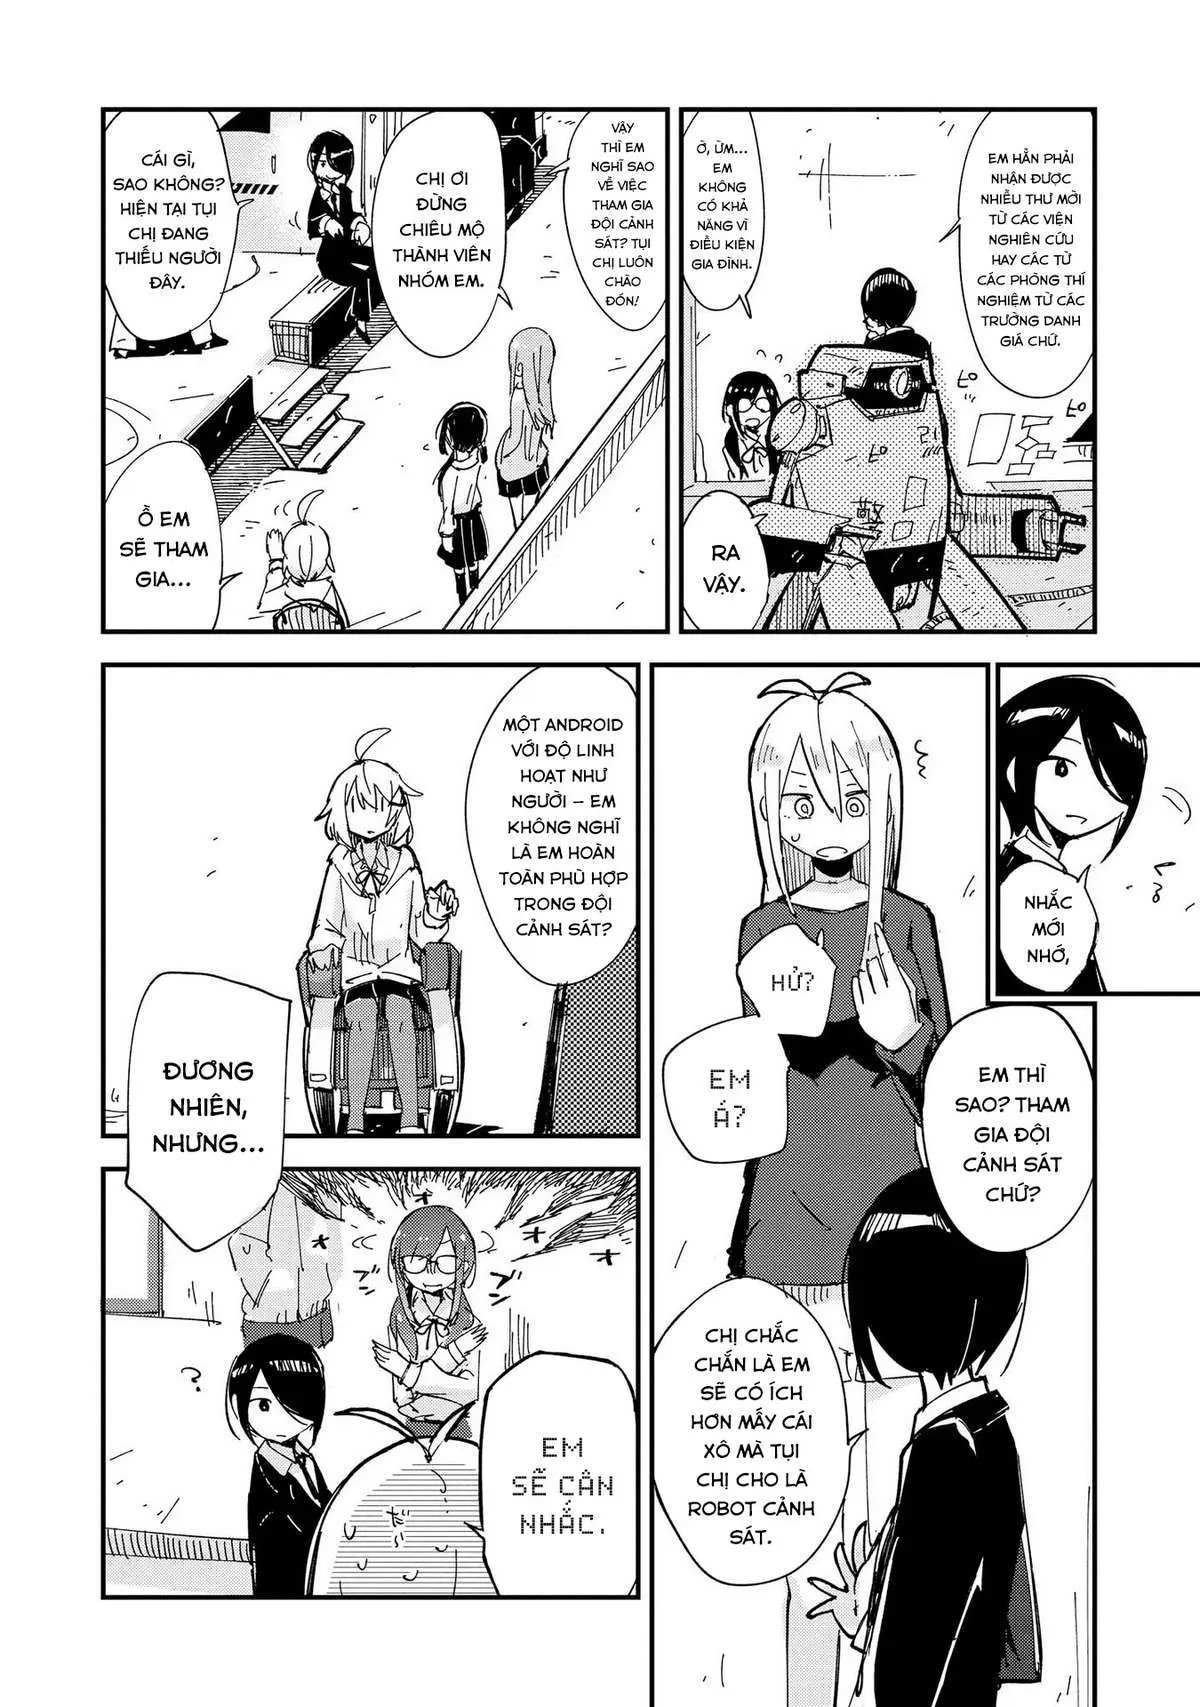 EM HẲN PHẢI
NHẬN ĐƯỢC
NHIỀU THƯ MỜI
TỪ CÁC VIỆN
NGHIÊN CỨU
HAY CÁC TỪ
CÁC PHÒNG THÍ
NGHIỆM TỪ CÁC
TRƯỜNG DANH
GIÁ CHỨ.
Ờ, ỪM...
EM
KHÔNG
CÓ KHẢ
NĂNG VÌ
ĐIỀU KIỆN
GIA ĐÌNH.
ピ
ピ
ピ
RA
VẬY.
VẬY
THÌ EM
NGHĨ SAO
VỀ VIỆC
THAM GIA
ĐỘI CẢNH
SÁT? TỤI
CHỊ LUÔN
CHÀO
ĐÓN!
CHỊ ƠI
ĐỪNG
CHIÊU MỘ
THÀNH VIÊN
NHÓM EM.
CÁI GÌ,
SAO KHÔNG?
HIỆN TẠI TỤI
CHỊ ĐANG
THIẾU NGƯỜI
ĐÂY.
Ồ EM
SẼ THAM
GIA...
NHẮC
MỚI
NHỚ,
EM THÌ
SAO? THAM
GIA ĐỘI
CẢNH SÁT
CHỨ?
HỬ?
EM
Á?
CHỊ CHẮC
CHẮN LÀ EM
SẼ CÓ ÍCH
HƠN MẤY CÁI
XÔ MÀ TỤI
CHỊ CHO LÀ
ROBOT CẢNH
SÁT.
MỘT ANDROID
VỚI ĐỘ LINH
HOẠT NHƯ
NGƯỜI – EM
KHÔNG NGHĨ
LÀ EM HOÀN
TOÀN PHÙ HỢP
TRONG ĐỘI
CẢNH SÁT?
ĐƯƠNG
NHIÊN,
NHƯNG...
?
EM
SẼ CÂN
NHẮC.